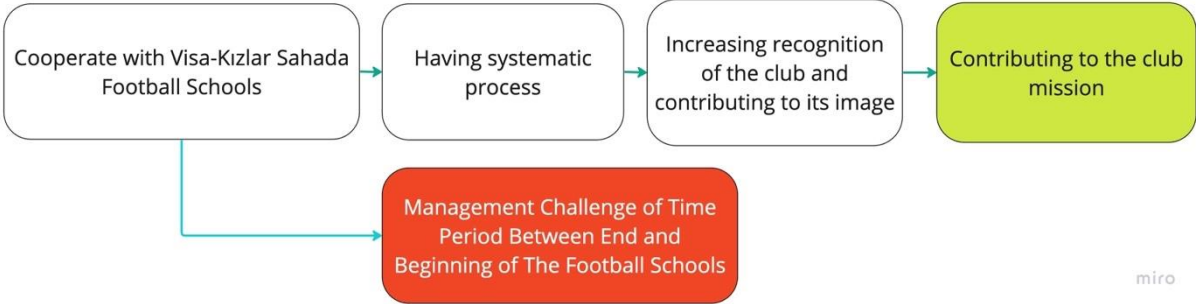 Cooperate with Visa-Kızlar Sahada
Football Schools
Having systematic
process
Increasing recognition
of the club and
contributing to its image
Contributing to the club
mission
Management Challenge of Time
Period Between End and
Beginning of The Football Schools
miro